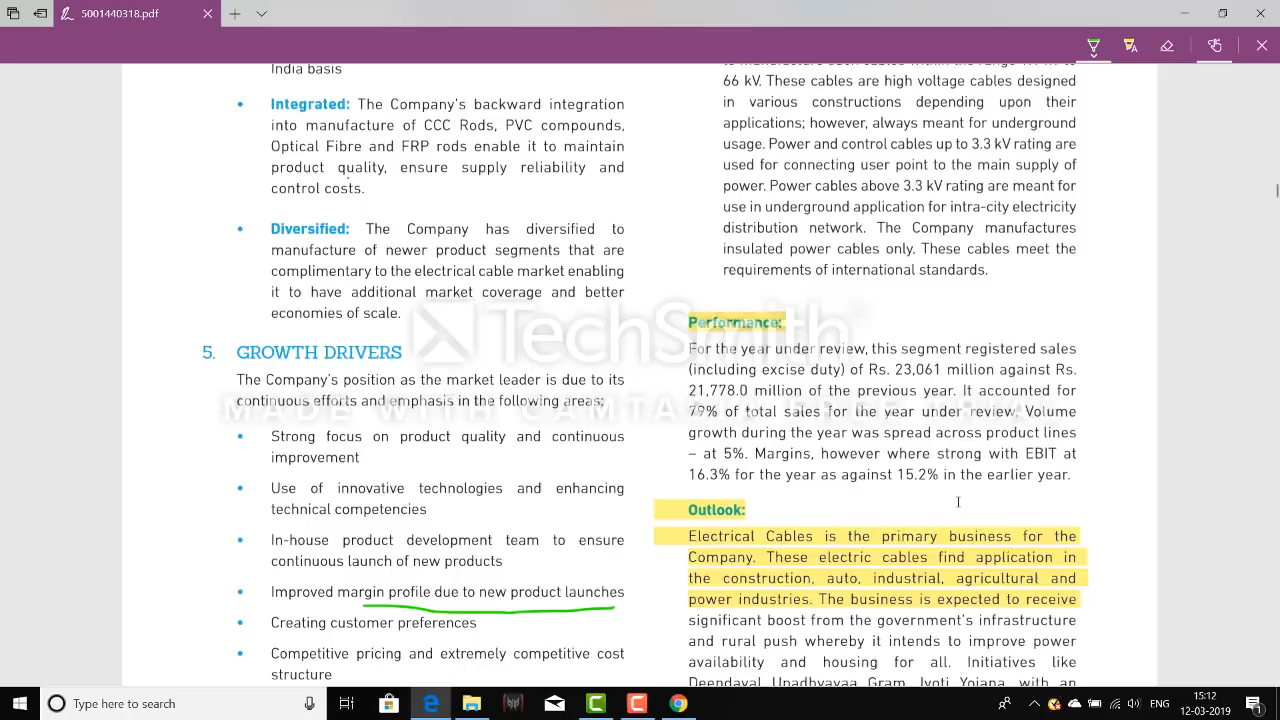 5001440318.pdf
India basis
• Integrated: The Company's backward integration
into manufacture of CCC Rods, PVC compounds,
Optical Fibre and FRP rods enable it to maintain
product quality, ensure supply reliability and
control costs.
• Diversified: The Company has diversified to
manufacture of newer product segments that are
complimentary to the electrical cable market enabling
it to have additional market coverage and better
economies of scale.
5. GROWTH DRIVERS
The Company's position as the market leader is due to its
continuous efforts and emphasis in the following areas:
• Strong focus on product quality and continuous
improvement
• Use of innovative technologies and enhancing
technical competencies
• In-house product development team to ensure
continuous launch of new products
• Improved margin profile due to new product launches
• Creating customer preferences
• Competitive pricing and extremely competitive cost
structure
66 kV. These cables are high voltage cables designed
in various constructions depending upon their
applications; however, always meant for underground
usage. Power and control cables up to 3.3 kV rating are
used for connecting user point to the main supply of
power. Power cables above 3.3 kV rating are meant for
use in underground application for intra-city electricity
distribution network. The Company manufactures
insulated power cables only. These cables meet the
requirements of international standards.
Performance:
For the year under review, this segment registered sales
(including excise duty) of Rs. 23,061 million against Rs.
21,778.0 million of the previous year. It accounted for
79% of total sales for the year under review. Volume
growth during the year was spread across product lines
– at 5%. Margins, however where strong with EBIT at
16.3% for the year as against 15.2% in the earlier year.
Outlook:
Electrical Cables is the primary business for the
Company. These electric cables find application in
the construction, auto, industrial, agricultural and
power industries. The business is expected to receive
significant boost from the government's infrastructure
and rural push whereby it intends to improve power
availability and housing for all. Initiatives like
Deendayal Upadhyayaa Gram Jyoti Yojana, with an
TechSmith
MADE WITH CAMTASIA FREE TRIAL
Type here to search
ENG
15:12
12-03-2019